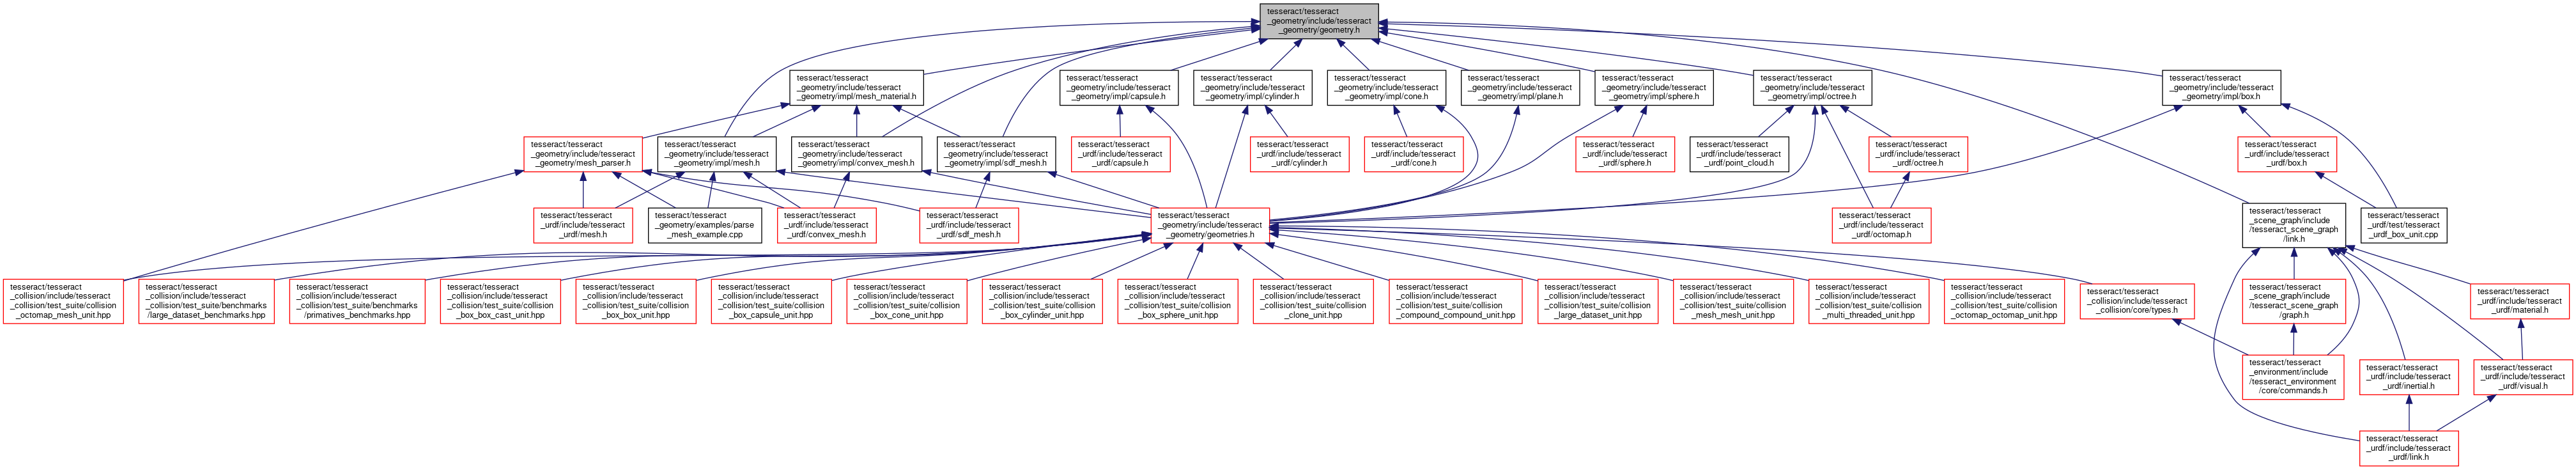 tesseract/tesseract
_geometry/include/tesseract
_geometry/geometry.h
tesseract/tesseract
_geometry/include/tesseract
_geometry/impl/mesh_material.h
tesseract/tesseract
_geometry/include/tesseract
_geometry/impl/capsule.h
tesseract/tesseract
_geometry/include/tesseract
_geometry/impl/cylinder.h
tesseract/tesseract
_geometry/include/tesseract
_geometry/impl/cone.h
tesseract/tesseract
_geometry/include/tesseract
_geometry/impl/plane.h
tesseract/tesseract
_geometry/include/tesseract
_geometry/impl/sphere.h
tesseract/tesseract
_geometry/include/tesseract
_geometry/impl/octree.h
tesseract/tesseract
_geometry/include/tesseract
_geometry/impl/box.h
tesseract/tesseract
_geometry/include/tesseract
_geometry/mesh_parser.h
tesseract/tesseract
_geometry/include/tesseract
_geometry/impl/mesh.h
tesseract/tesseract
_geometry/include/tesseract
_geometry/impl/convex_mesh.h
tesseract/tesseract
_geometry/include/tesseract
_geometry/impl/sdf_mesh.h
tesseract/tesseract
_urdf/include/tesseract
_urdf/capsule.h
tesseract/tesseract
_urdf/include/tesseract
_urdf/cylinder.h
tesseract/tesseract
_urdf/include/tesseract
_urdf/cone.h
tesseract/tesseract
_urdf/include/tesseract
_urdf/sphere.h
tesseract/tesseract
_urdf/include/tesseract
_urdf/point_cloud.h
tesseract/tesseract
_urdf/include/tesseract
_urdf/octree.h
tesseract/tesseract
_urdf/include/tesseract
_urdf/box.h
tesseract/tesseract
_urdf/include/tesseract
_urdf/mesh.h
tesseract/tesseract
_geometry/examples/parse
_mesh_example.cpp
tesseract/tesseract
_urdf/include/tesseract
_urdf/convex_mesh.h
tesseract/tesseract
_urdf/include/tesseract
_urdf/sdf_mesh.h
tesseract/tesseract
_geometry/include/tesseract
_geometry/geometries.h
tesseract/tesseract
_urdf/include/tesseract
_urdf/octomap.h
tesseract/tesseract
_scene_graph/include
/tesseract_scene_graph
/link.h
tesseract/tesseract
_urdf/test/tesseract
_urdf_box_unit.cpp
tesseract/tesseract
_collision/include/tesseract
_collision/test_suite/collision
_octomap_mesh_unit.hpp
tesseract/tesseract
_collision/include/tesseract
_collision/test_suite/benchmarks
/large_dataset_benchmarks.hpp
tesseract/tesseract
_collision/include/tesseract
_collision/test_suite/benchmarks
/primatives_benchmarks.hpp
tesseract/tesseract
_collision/include/tesseract
_collision/test_suite/collision
_box_box_cast_unit.hpp
tesseract/tesseract
_collision/include/tesseract
_collision/test_suite/collision
_box_box_unit.hpp
tesseract/tesseract
_collision/include/tesseract
_collision/test_suite/collision
_box_capsule_unit.hpp
tesseract/tesseract
_collision/include/tesseract
_collision/test_suite/collision
_box_cone_unit.hpp
tesseract/tesseract
_collision/include/tesseract
_collision/test_suite/collision
_box_cylinder_unit.hpp
tesseract/tesseract
_collision/include/tesseract
_collision/test_suite/collision
_box_sphere_unit.hpp
tesseract/tesseract
_collision/include/tesseract
_collision/test_suite/collision
_clone_unit.hpp
tesseract/tesseract
_collision/include/tesseract
_collision/test_suite/collision
_compound_compound_unit.hpp
tesseract/tesseract
_collision/include/tesseract
_collision/test_suite/collision
_large_dataset_unit.hpp
tesseract/tesseract
_collision/include/tesseract
_collision/test_suite/collision
_mesh_mesh_unit.hpp
tesseract/tesseract
_collision/include/tesseract
_collision/test_suite/collision
_multi_threaded_unit.hpp
tesseract/tesseract
_collision/include/tesseract
_collision/test_suite/collision
_octomap_octomap_unit.hpp
tesseract/tesseract
_collision/include/tesseract
_collision/core/types.h
tesseract/tesseract
_scene_graph/include
/tesseract_scene_graph
/graph.h
tesseract/tesseract
_urdf/include/tesseract
_urdf/material.h
tesseract/tesseract
_environment/include
/tesseract_environment
/core/commands.h
tesseract/tesseract
_urdf/include/tesseract
_urdf/inertial.h
tesseract/tesseract
_urdf/include/tesseract
_urdf/visual.h
tesseract/tesseract
_urdf/include/tesseract
_urdf/link.h